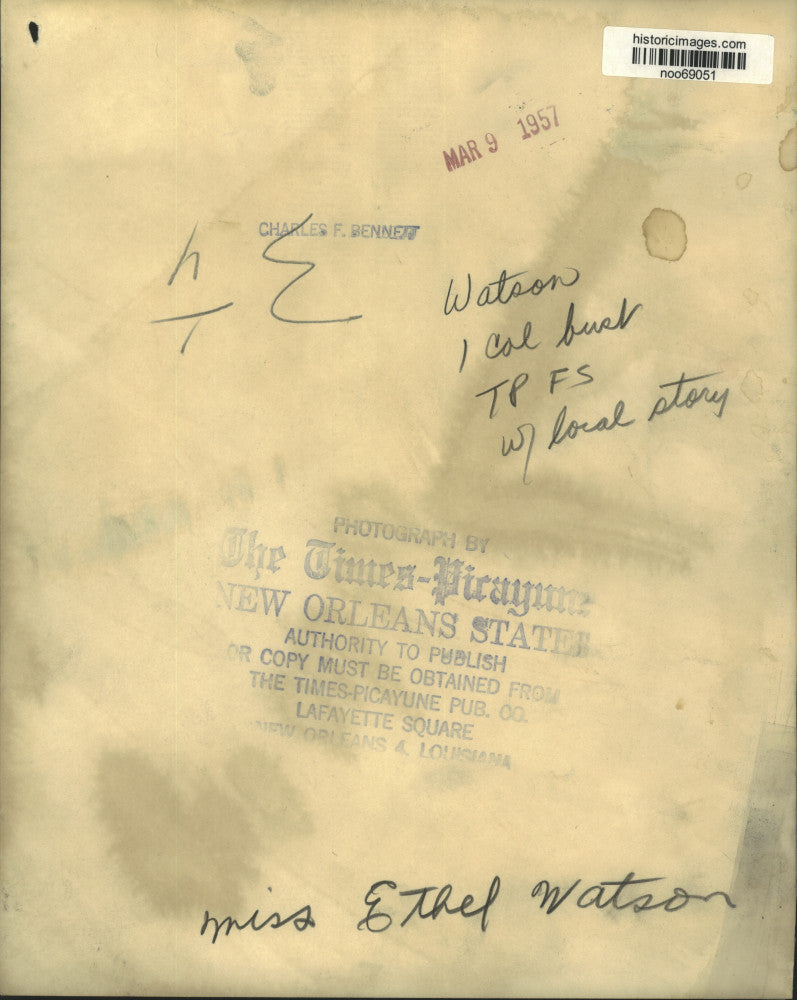 historicimages.com
noo69051
MAR 9 1957
CHARLES F. BENNETT
Watson
1 col bust
TP FS
w/ local story
PHOTOGRAPH BY
The Times-Picayune
NEW ORLEANS STATES
AUTHORITY TO PUBLISH
OR COPY MUST BE OBTAINED FROM
THE TIMES-PICAYUNE PUB. CO.
LAFAYETTE SQUARE
NEW ORLEANS 4, LOUISIANA
Miss Ethel Watson